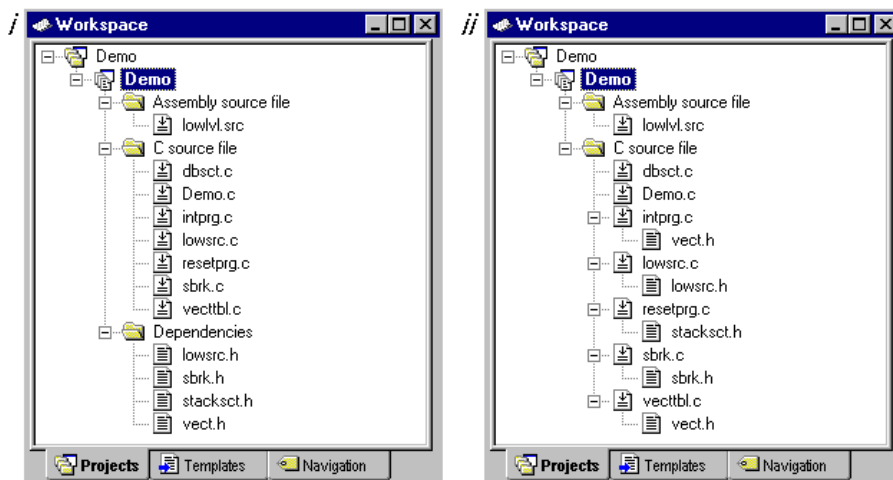 i
Workspace
Demo
Demo
Assembly source file
lowlvl.src
C source file
dbsct.c
Demo.c
intprg.c
lowsrc.c
resetprg.c
sbrk.c
vecttbl.c
Dependencies
lowsrc.h
sbrk.h
stacksct.h
vect.h
Projects Templates Navigation
ii
Workspace
Demo
Demo
Assembly source file
lowlvl.src
C source file
dbsct.c
Demo.c
intprg.c
vect.h
lowsrc.c
lowsrc.h
resetprg.c
stacksct.h
sbrk.c
sbrk.h
vecttbl.c
vect.h
Projects Templates Navigation